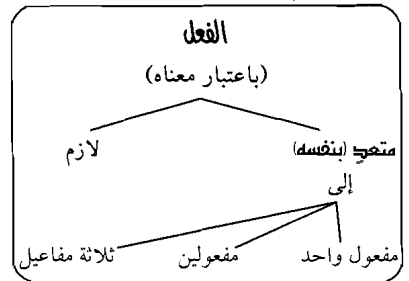 الفعل
(باعتبار معناه)
متعدٍ (بنفسه) لازم
إلى
مفعول واحد مفعولين ثلاثة مفاعيل